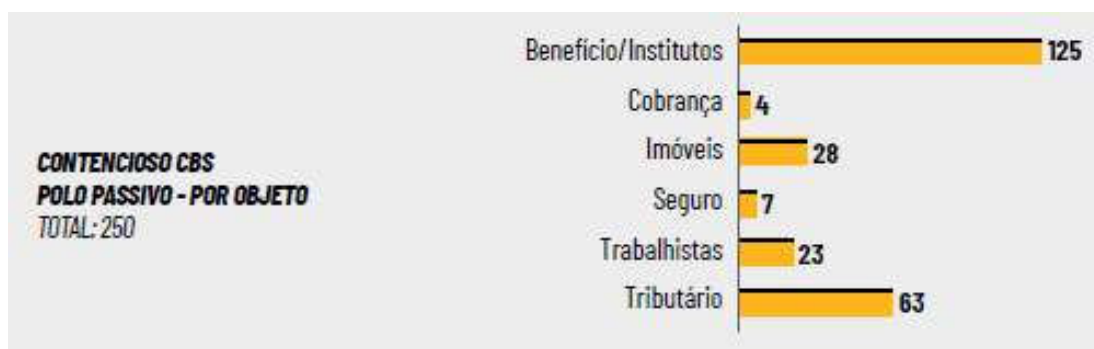 CONTENCIOSO CBS
POLO PASSIVO - POR OBJETO
TOTAL: 250
Benefício/Institutos 125
Cobrança 4
Imóveis 28
Seguro 7
Trabalhistas 23
Tributário 63